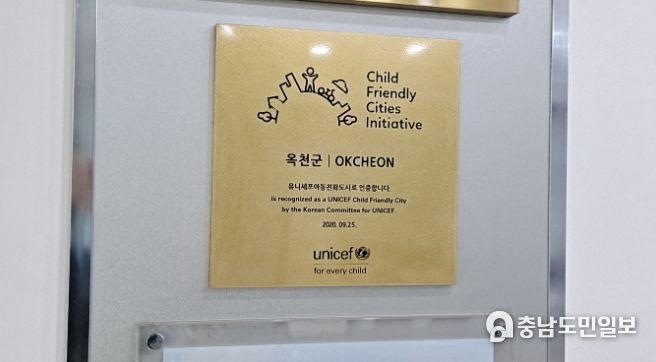 Child
Friendly
Cities
Initiative
옥천군 | OKCHEON
유니세프아동친화도시로 인증합니다.
is recognized as a UNICEF Child Friendly City
by the Korean Committee for UNICEF.
2020. 09. 25.
unicef
for every child
충남도민일보